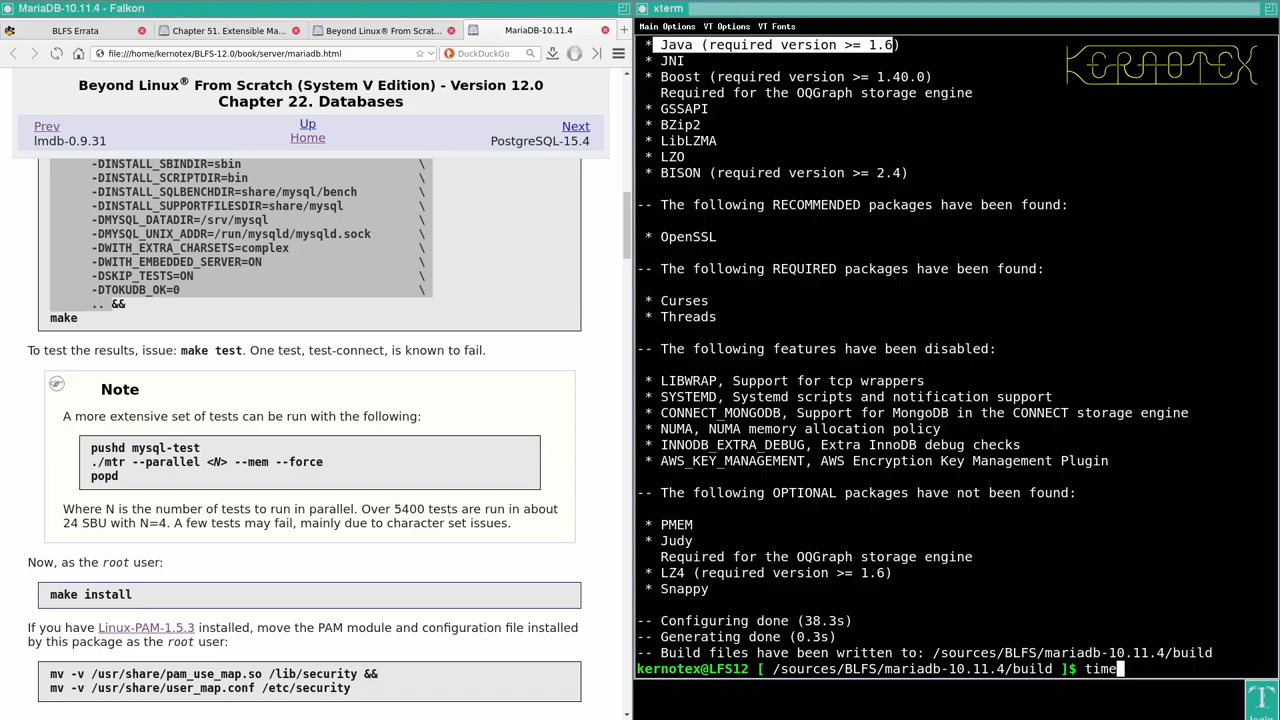 MariaDB-10.11.4 - Falkon
BLFS Errata
Chapter 51. Extensible Ma...
Beyond Linux® From Scrat...
MariaDB-10.11.4
file:///home/kernotex/BLFS-12.0/book/server/mariadb.html
DuckDuckGo
Beyond Linux® From Scratch (System V Edition) - Version 12.0
Chapter 22. Databases
Prev
Up
Next
lmdb-0.9.31
Home
PostgreSQL-15.4
-DINSTALL_SBINDIR=sbin \
-DINSTALL_SCRIPTDIR=bin \
-DINSTALL_SQLBENCHDIR=share/mysql/bench \
-DINSTALL_SUPPORTFILESDIR=share/mysql \
-DMYSQL_DATADIR=/srv/mysql \
-DMYSQL_UNIX_ADDR=/run/mysqld/mysqld.sock \
-DWITH_EXTRA_CHARSETS=complex \
-DWITH_EMBEDDED_SERVER=ON \
-DSKIP_TESTS=ON \
-DTOKUDB_OK=0 \
.. &&
make
To test the results, issue: make test. One test, test-connect, is known to fail.
Note
A more extensive set of tests can be run with the following:
pushd mysql-test
./mtr --parallel <N> --mem --force
popd
Where N is the number of tests to run in parallel. Over 5400 tests are run in about
24 SBU with N=4. A few tests may fail, mainly due to character set issues.
Now, as the root user:
make install
If you have Linux-PAM-1.5.3 installed, move the PAM module and configuration file installed
by this package as the root user:
mv -v /usr/share/pam_use_map.so /lib/security &&
mv -v /usr/share/user_map.conf /etc/security
xterm
Main Options VT Options VT Fonts
* Java (required version >= 1.6)
* JNI
* Boost (required version >= 1.40.0)
Required for the OQGraph storage engine
* GSSAPI
* BZip2
* LibLZMA
* LZO
* BISON (required version >= 2.4)
-- The following RECOMMENDED packages have been found:
* OpenSSL
-- The following REQUIRED packages have been found:
* Curses
* Threads
-- The following features have been disabled:
* LIBWRAP, Support for tcp wrappers
* SYSTEMD, Systemd scripts and notification support
* CONNECT_MONGODB, Support for MongoDB in the CONNECT storage engine
* NUMA, NUMA memory allocation policy
* INNODB_EXTRA_DEBUG, Extra InnoDB debug checks
* AWS_KEY_MANAGEMENT, AWS Encryption Key Management Plugin
-- The following OPTIONAL packages have not been found:
* PMEM
* Judy
Required for the OQGraph storage engine
* LZ4 (required version >= 1.6)
* Snappy
-- Configuring done (38.3s)
-- Generating done (0.3s)
-- Build files have been written to: /sources/BLFS/mariadb-10.11.4/build
kernotex@LFS12 [ /sources/BLFS/mariadb-10.11.4/build ]$ time
KERNOTEX
login